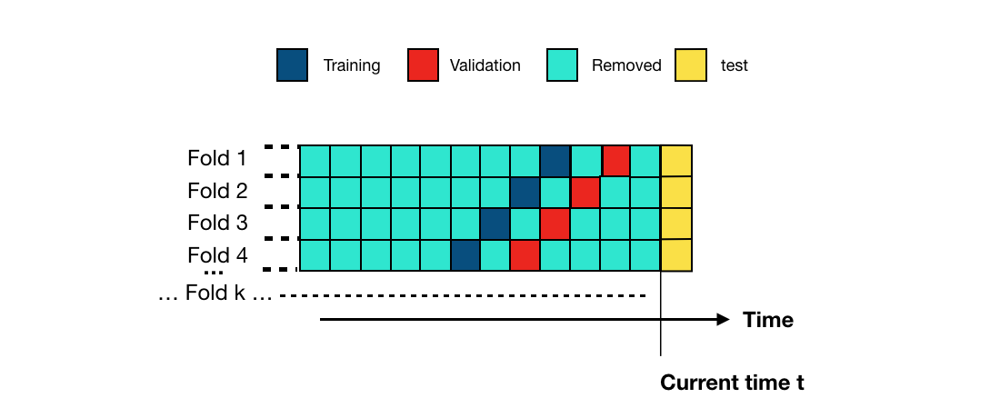 Training Validation Removed test
Fold 1
Fold 2
Fold 3
Fold 4
...
... Fold k ...
Time
Current time t